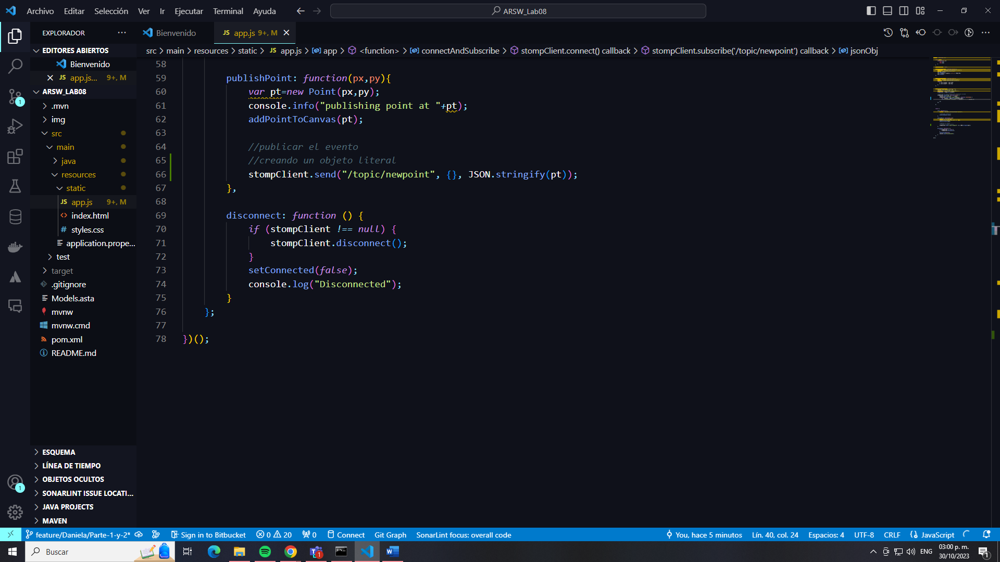 Archivo Editar Selección Ver Ir Ejecutar Terminal Ayuda
ARSW_Lab08
EXPLORADOR
Bienvenido
JS app.js 9+, M
EDITORES ABIERTOS
Bienvenido
JS app.js... 9+, M
ARSW_LAB08
.mvn
img
src
main
java
resources
static
JS app.js 9+, M
<> index.html
# styles.css
application.prope...
test
target
.gitignore
Models.asta
mvnw
mvnw.cmd
pom.xml
README.md
ESQUEMA
LÍNEA DE TIEMPO
OBJETOS OCULTOS
SONARLINT ISSUE LOCATI...
JAVA PROJECTS
MAVEN
src > main > resources > static > JS app.js > app > <function> > connectAndSubscribe > stompClient.connect() callback > stompClient.subscribe('/topic/newpoint') callback > jsonObj
58
59 publishPoint: function(px,py){
60 var pt=new Point(px,py);
61 console.info("publishing point at "+pt);
62 addPointToCanvas(pt);
63
64 //publicar el evento
65 //creando un objeto literal
66 stompClient.send("/topic/newpoint", {}, JSON.stringify(pt));
67 },
68
69 disconnect: function () {
70 if (stompClient !== null) {
71 stompClient.disconnect();
72 }
73 setConnected(false);
74 console.log("Disconnected");
75 }
76 };
77
78 })();
1
1
feature/Daniela/Parte-1-y-2* Sign in to Bitbucket 0 20 0 Connect Git Graph SonarLint focus: overall code You, hace 5 minutos Lín. 40, col. 24 Espacios: 4 UTF-8 CRLF JavaScript
Buscar
1
ENG
03:00 p. m.
30/10/2023
1